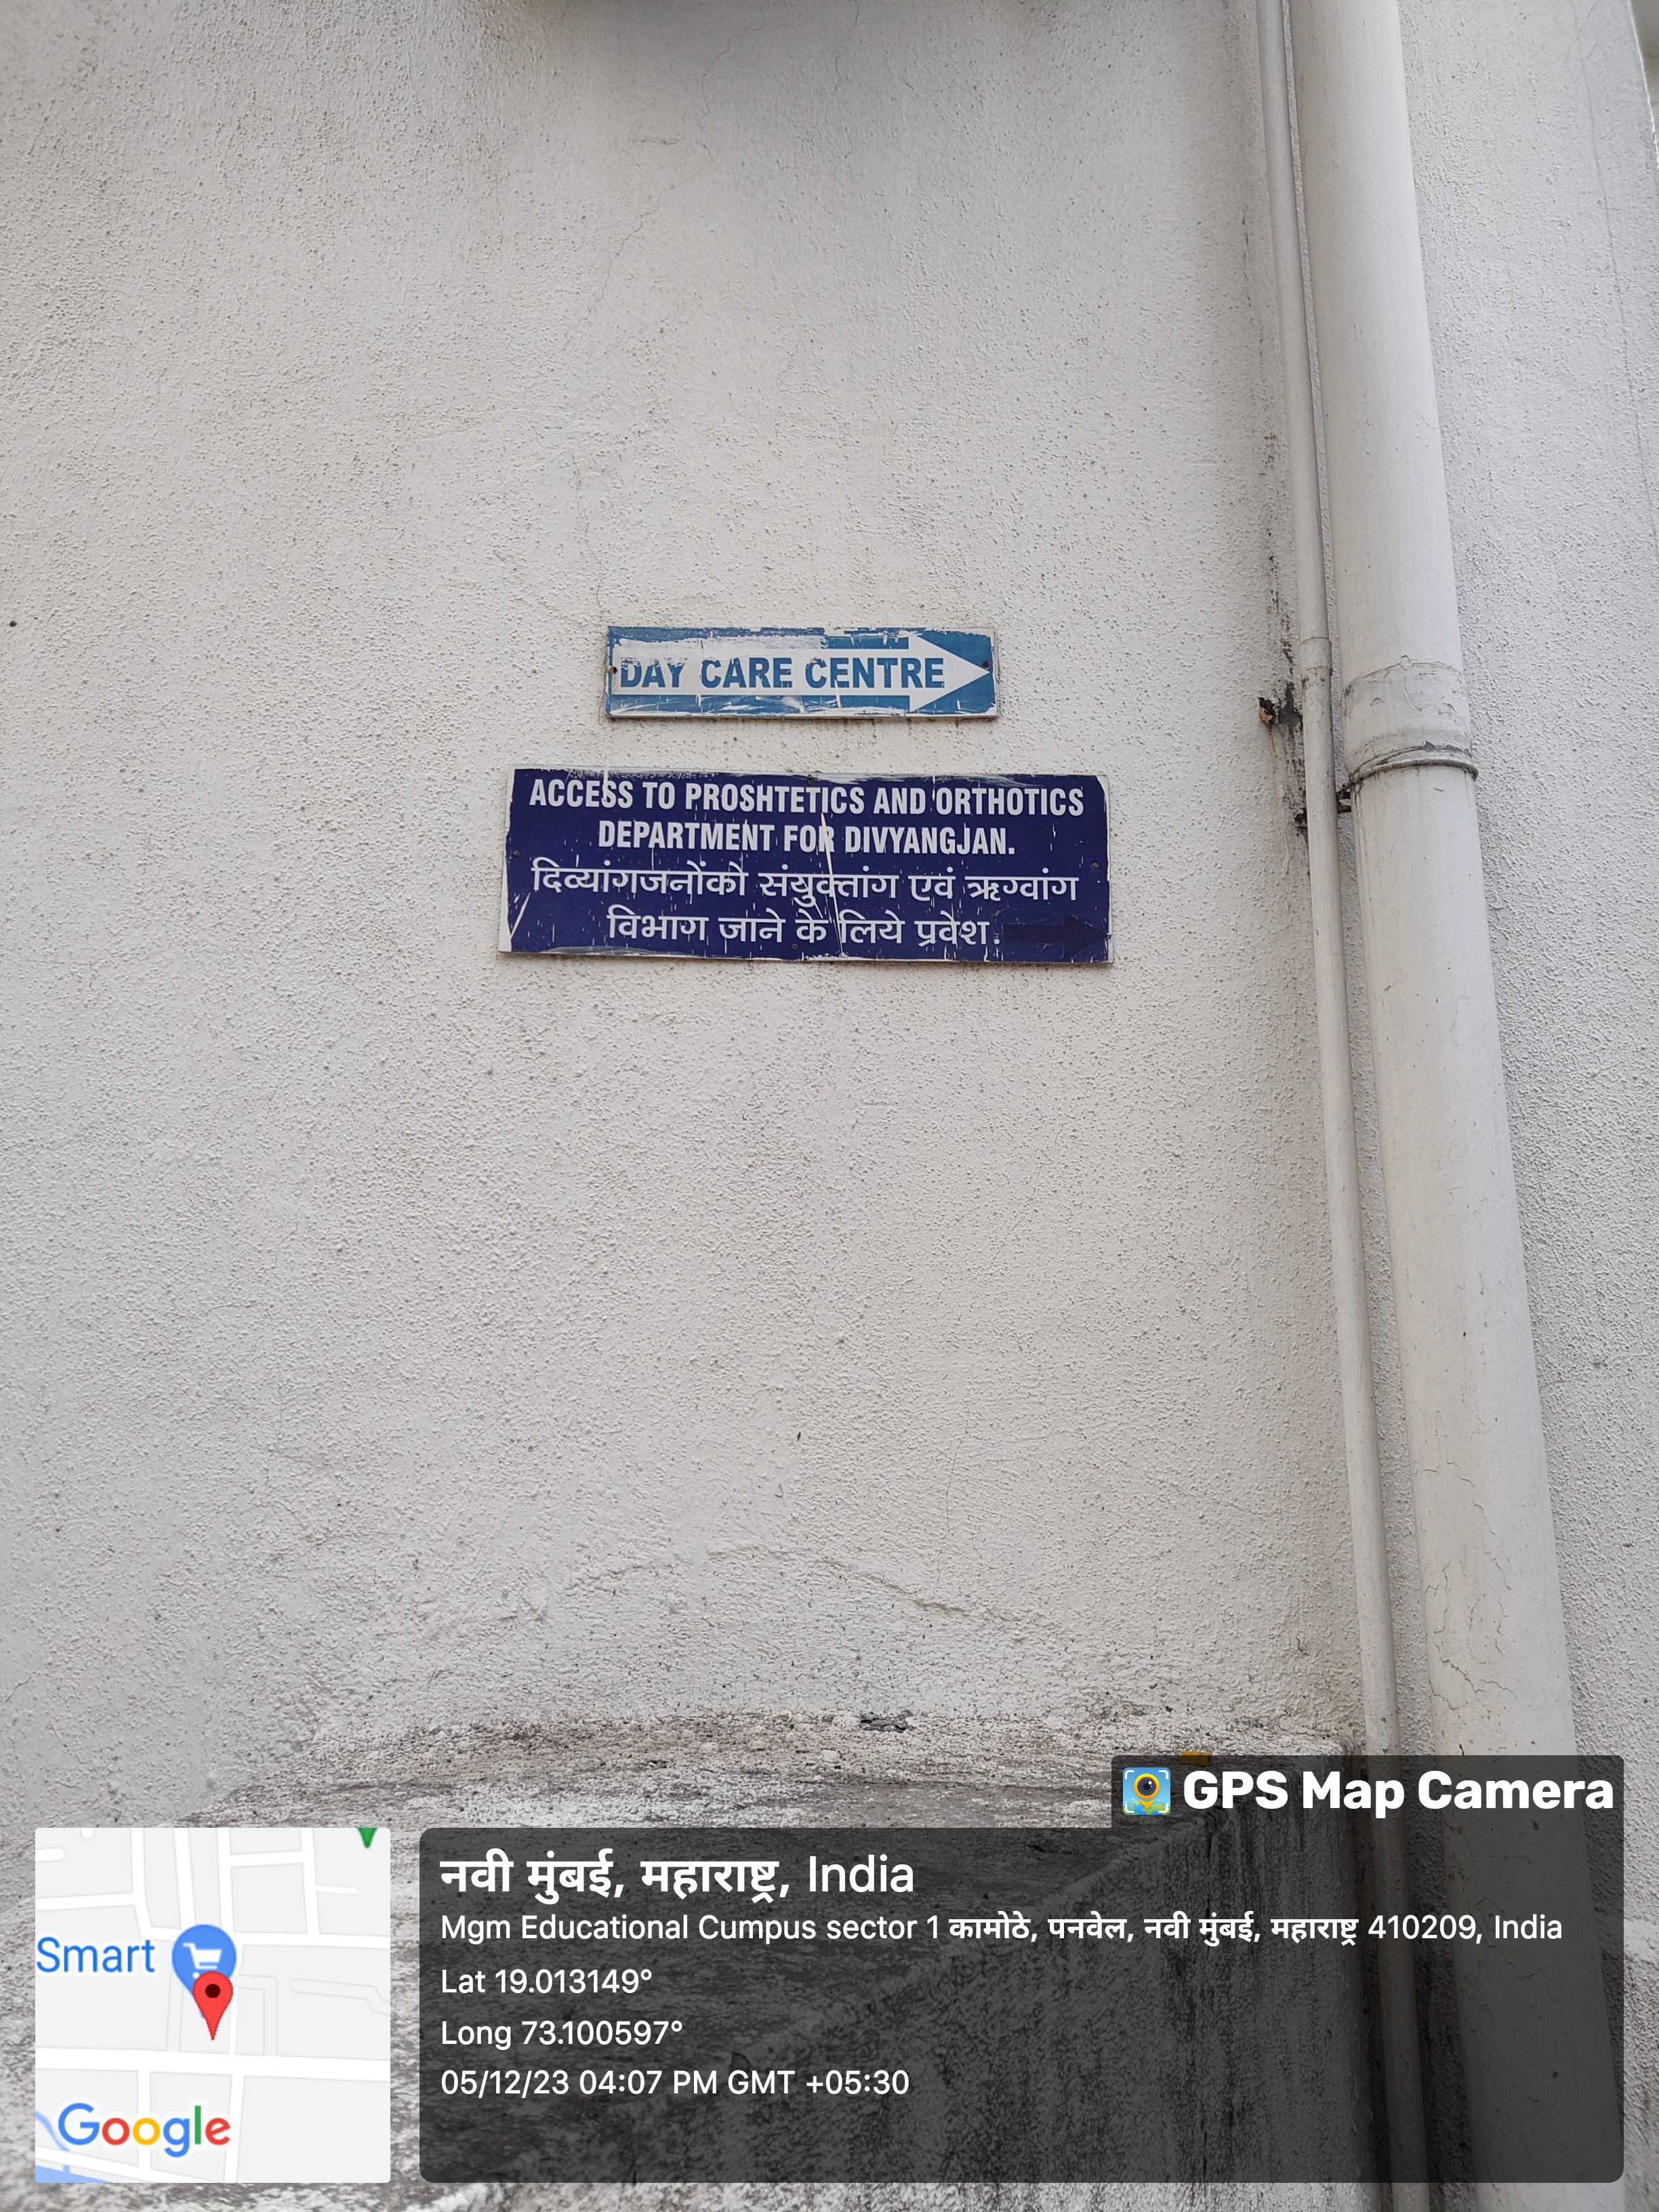 DAY CARE CENTRE
ACCESS TO PROSHTETICS AND ORTHOTICS
DEPARTMENT FOR DIVYANGJAN.
दिव्यांगजनोंको संयुक्तांग एवं ऋग्वांग
विभाग जाने के लिये प्रवेश.
GPS Map Camera
नवी मुंबई, महाराष्ट्र, India
Mgm Educational Cumpus sector 1 कामोठे, पनवेल, नवी मुंबई, महाराष्ट्र 410209, India
Lat 19.013149°
Long 73.100597°
05/12/23 04:07 PM GMT +05:30
Smart
Google